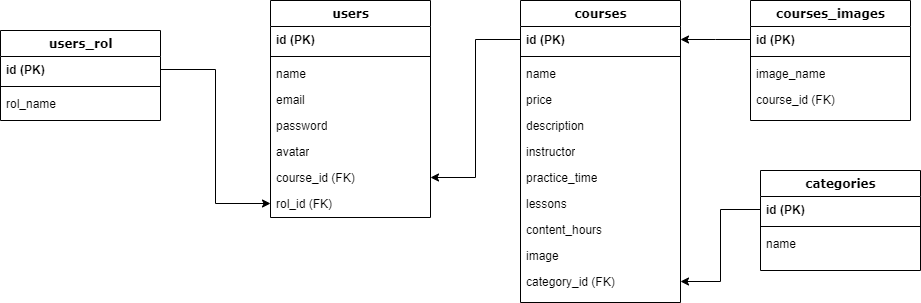 users_rol
id (PK)
rol_name
users
id (PK)
name
email
password
avatar
course_id (FK)
rol_id (FK)
courses
id (PK)
name
price
description
instructor
practice_time
lessons
content_hours
image
category_id (FK)
courses_images
id (PK)
image_name
course_id (FK)
categories
id (PK)
name